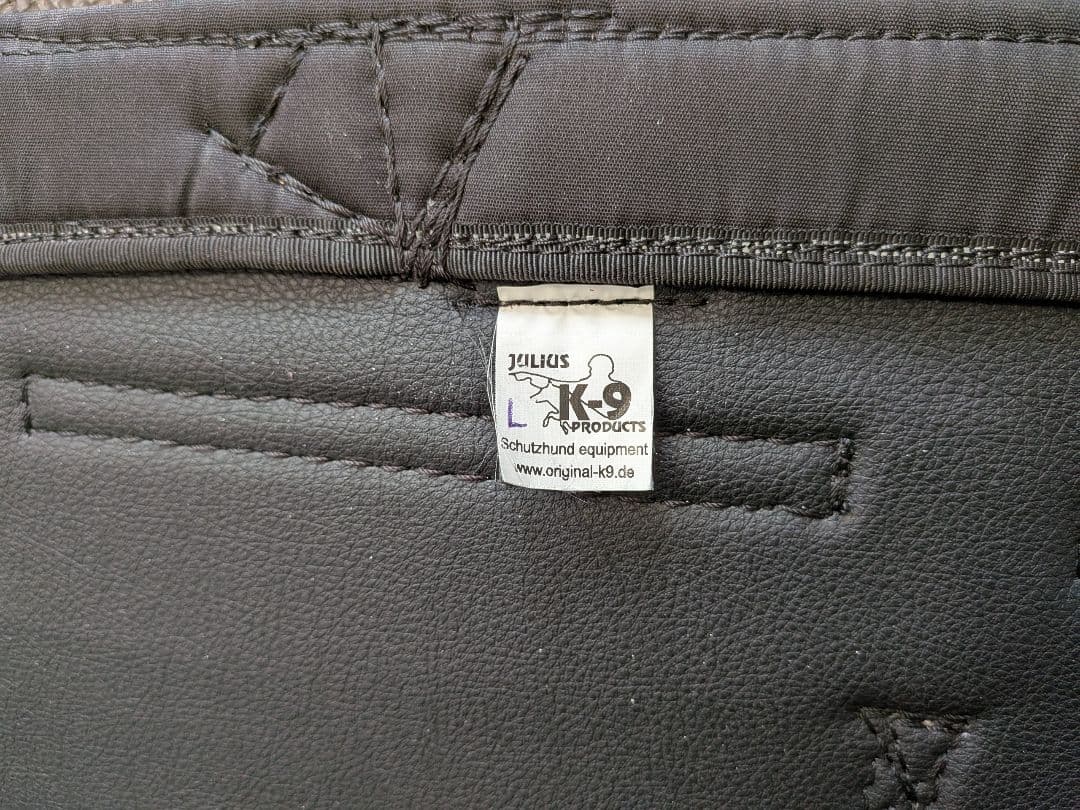 JULIUS
L K-9
PRODUCTS
Schutzhund equipment
www.original-k9.de